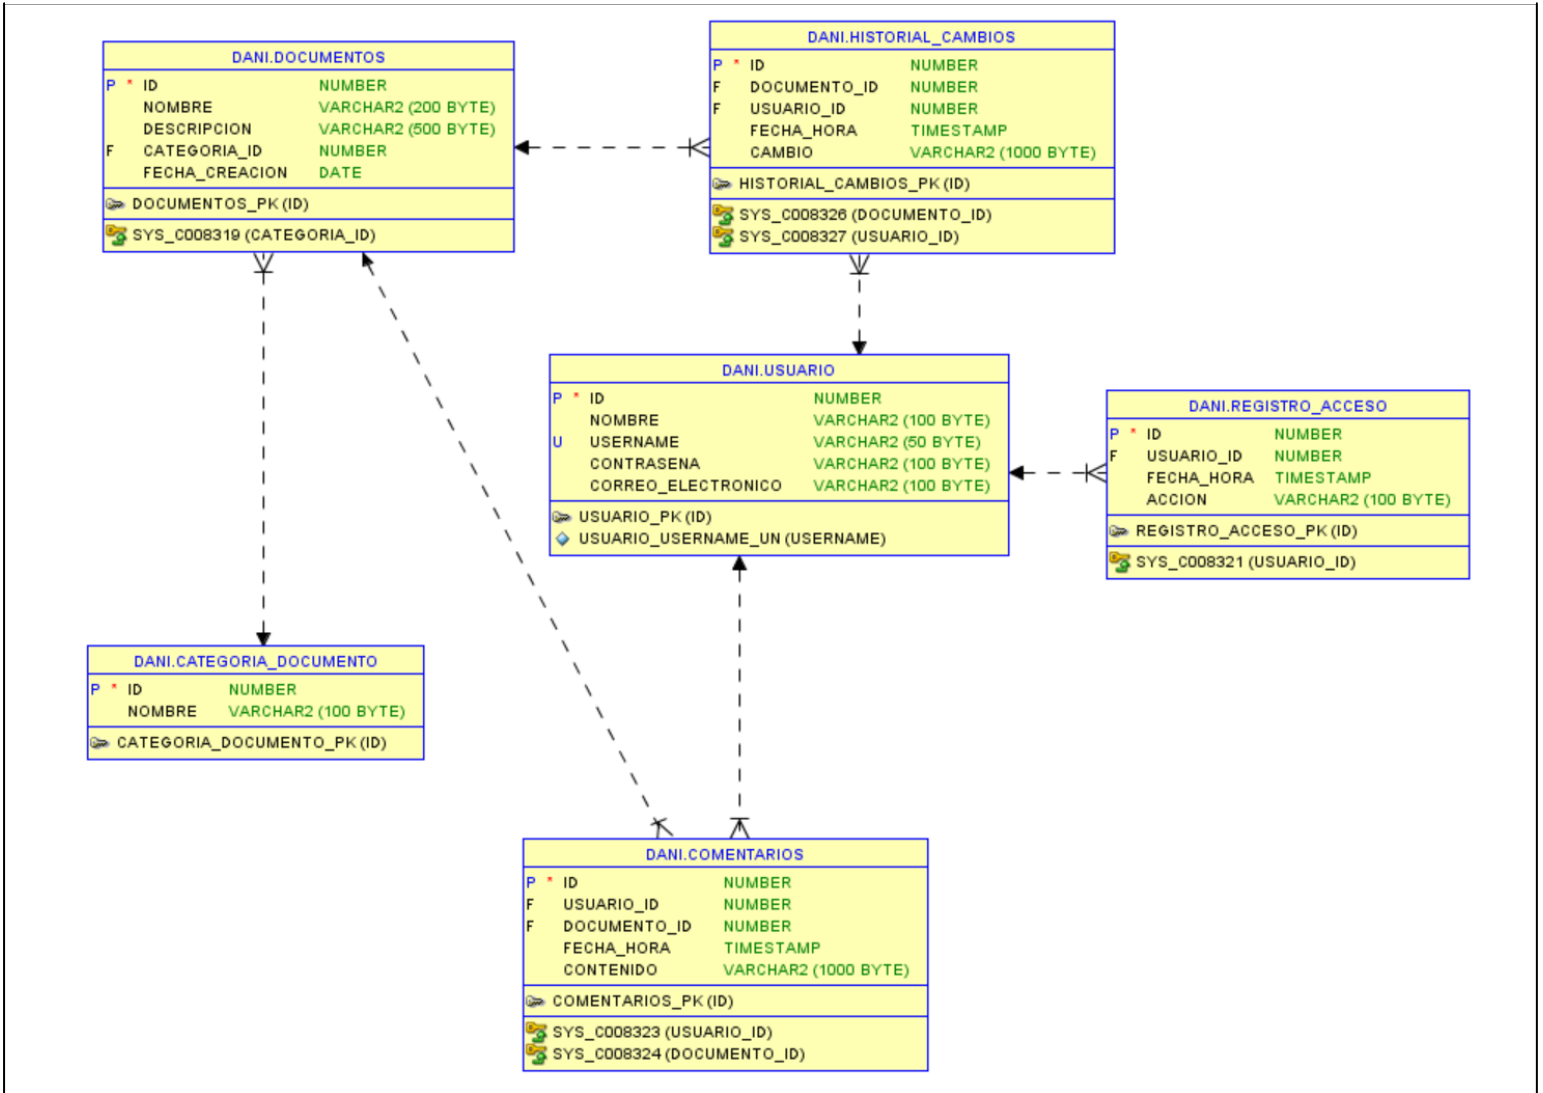 DANI.DOCUMENTOS
P * ID NUMBER
NOMBRE VARCHAR2 (200 BYTE)
DESCRIPCION VARCHAR2 (500 BYTE)
F CATEGORIA_ID NUMBER
FECHA_CREACION DATE
DOCUMENTOS_PK (ID)
SYS_C008319 (CATEGORIA_ID)
DANI.HISTORIAL_CAMBIOS
P * ID NUMBER
F DOCUMENTO_ID NUMBER
F USUARIO_ID NUMBER
FECHA_HORA TIMESTAMP
CAMBIO VARCHAR2 (1000 BYTE)
HISTORIAL_CAMBIOS_PK (ID)
SYS_C008326 (DOCUMENTO_ID)
SYS_C008327 (USUARIO_ID)
DANI.USUARIO
P * ID NUMBER
NOMBRE VARCHAR2 (100 BYTE)
U USERNAME VARCHAR2 (50 BYTE)
CONTRASENA VARCHAR2 (100 BYTE)
CORREO_ELECTRONICO VARCHAR2 (100 BYTE)
USUARIO_PK (ID)
USUARIO_USERNAME_UN (USERNAME)
DANI.REGISTRO_ACCESO
P * ID NUMBER
F USUARIO_ID NUMBER
FECHA_HORA TIMESTAMP
ACCION VARCHAR2 (100 BYTE)
REGISTRO_ACCESO_PK (ID)
SYS_C008321 (USUARIO_ID)
DANI.CATEGORIA_DOCUMENTO
P * ID NUMBER
NOMBRE VARCHAR2 (100 BYTE)
CATEGORIA_DOCUMENTO_PK (ID)
DANI.COMENTARIOS
P * ID NUMBER
F USUARIO_ID NUMBER
F DOCUMENTO_ID NUMBER
FECHA_HORA TIMESTAMP
CONTENIDO VARCHAR2 (1000 BYTE)
COMENTARIOS_PK (ID)
SYS_C008323 (USUARIO_ID)
SYS_C008324 (DOCUMENTO_ID)